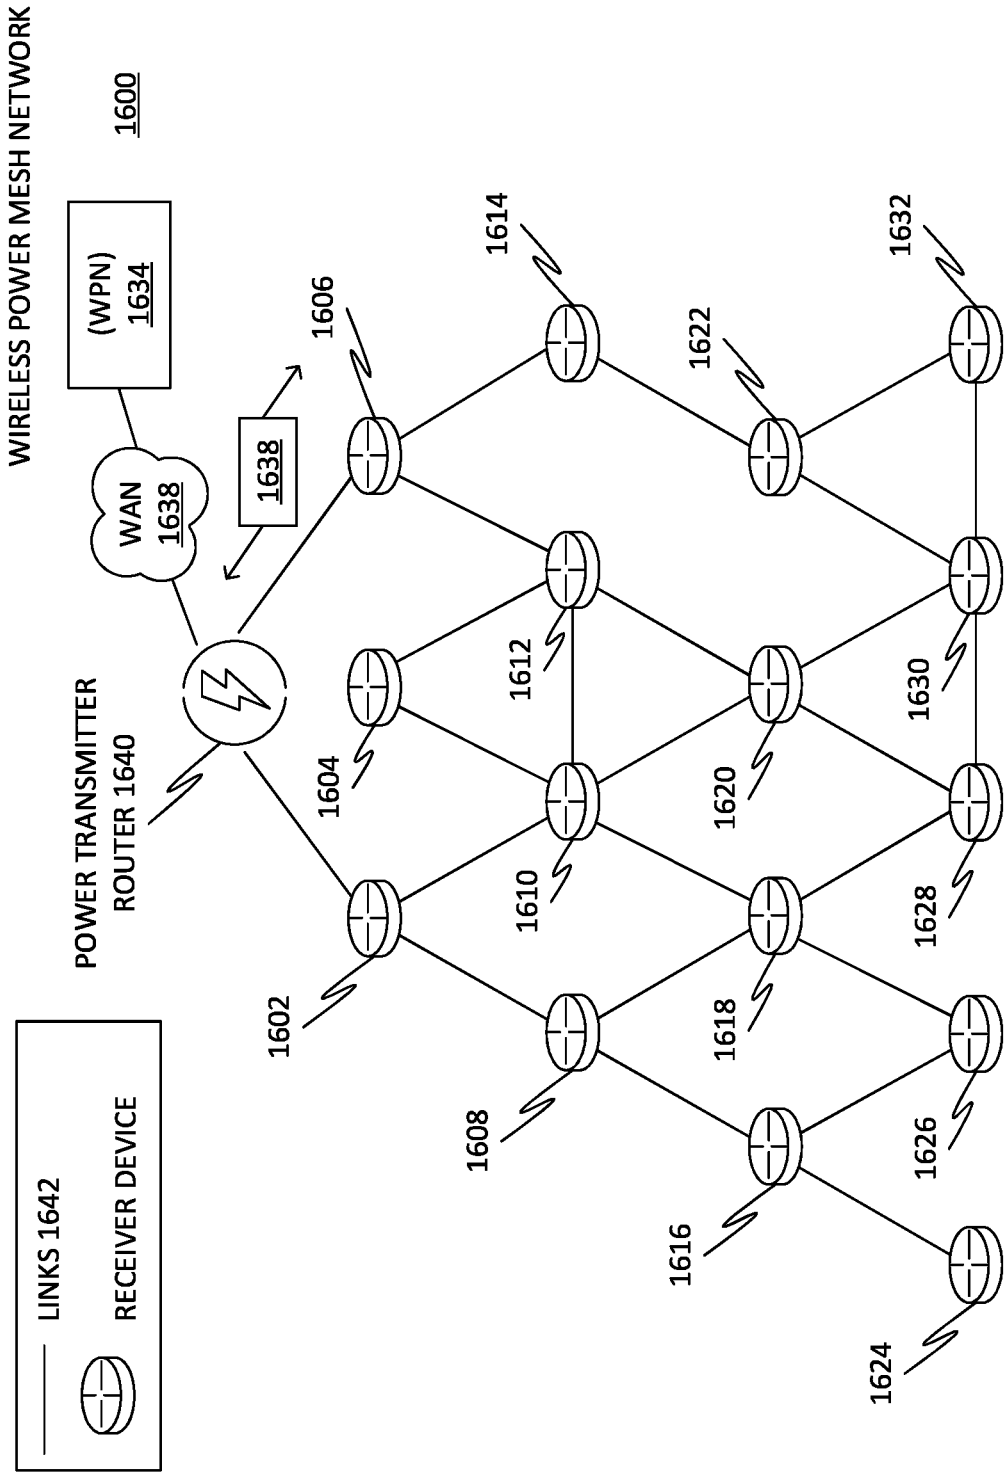 WIRELESS POWER MESH NETWORK
1600
(WPN)
1634
WAN
1638
1638
POWER TRANSMITTER
ROUTER 1640
LINKS 1642
RECEIVER DEVICE
1602
1604
1606
1608
1610
1612
1614
1616
1618
1620
1622
1624
1626
1628
1630
1632